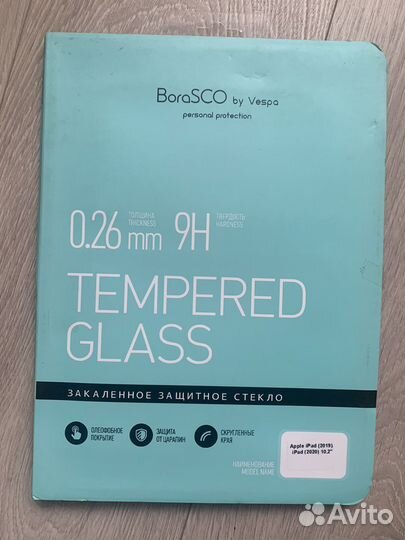 BoraSCO by Vespa
personal protection
0.26 mm
ТОЛЩИНА
THICKNESS
9H
ТВЕРДОСТЬ
HARDNESS
TEMPERED
GLASS
ЗАКАЛЕННОЕ ЗАЩИТНОЕ СТЕКЛО
ОЛЕОФОБНОЕ
ПОКРЫТИЕ
ЗАЩИТА
ОТ ЦАРАПИН
СКРУГЛЕННЫЕ
КРАЯ
НАИМЕНОВАНИЕ
MODEL NAME
Apple iPad (2019),
iPad (2020) 10,2"
Avito